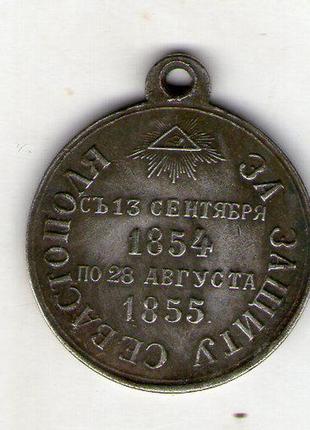 СЪ 13 СЕНТЯБРЯ
1854
ПО 28 АВГУСТА
1855.
ЗА ЗАЩИТУ СЕВАСТОПОЛЯ